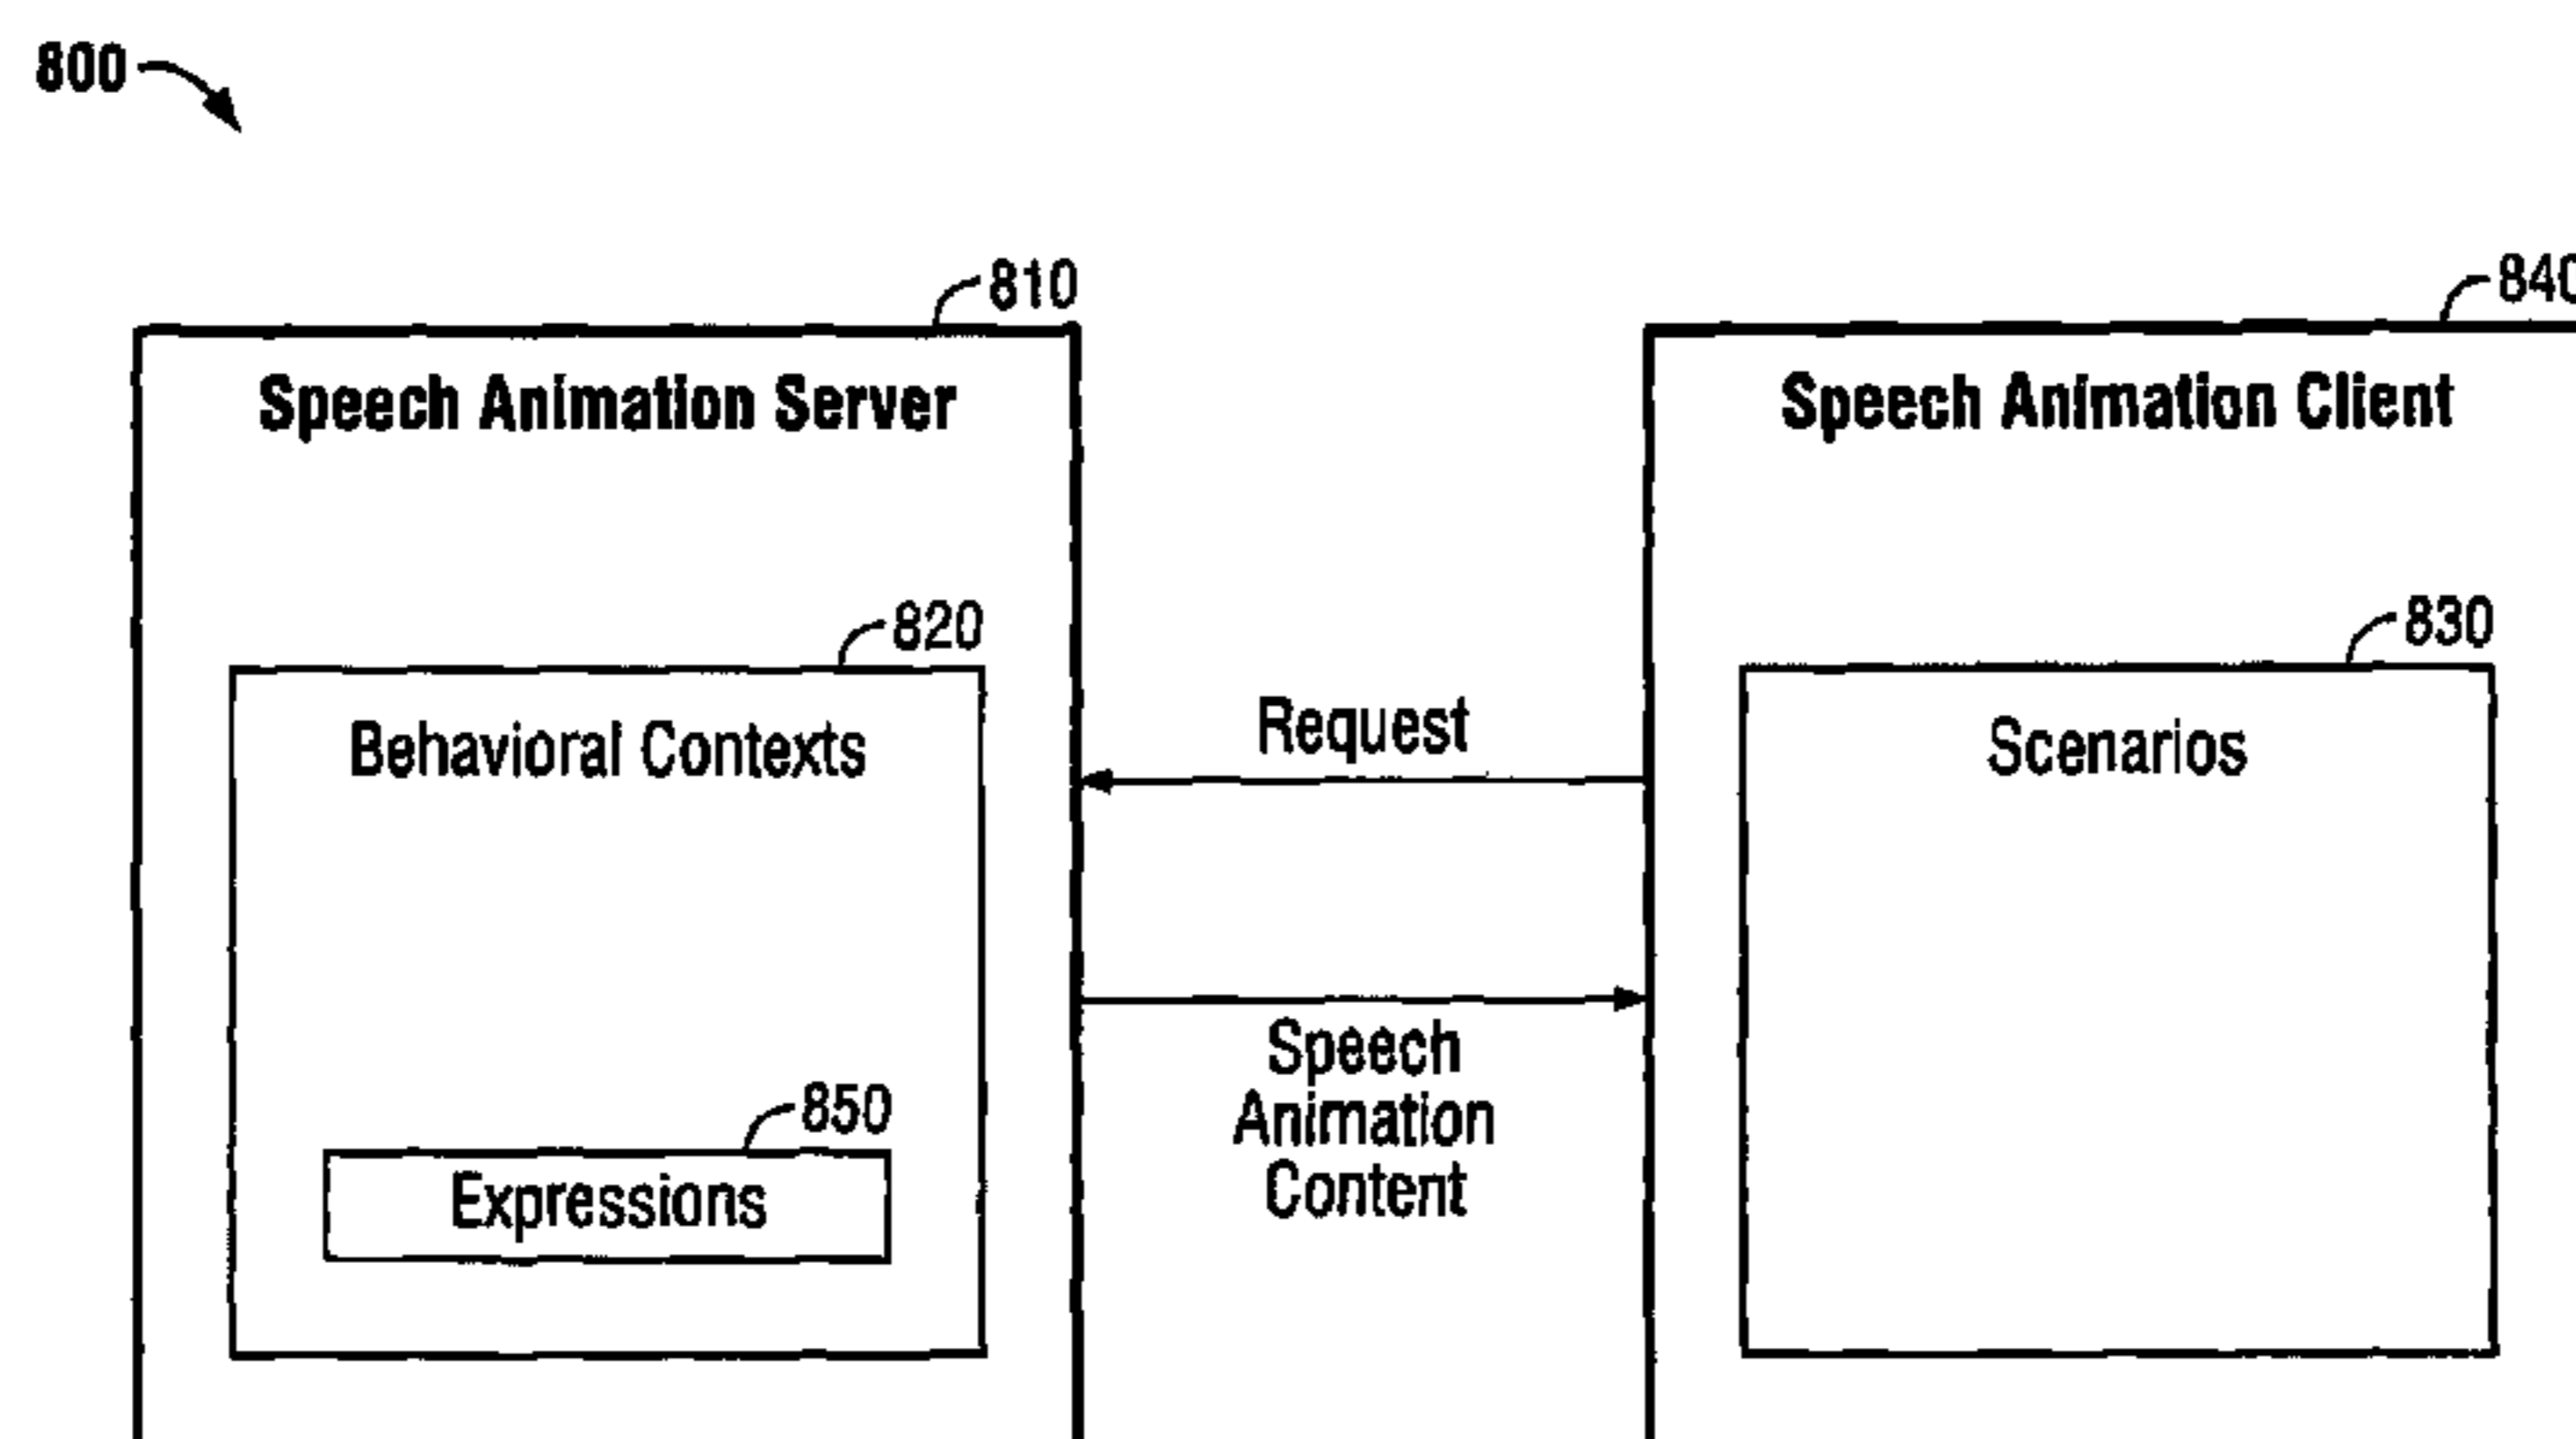 800
810
840
Speech Animation Server
Speech Animation Client
820
830
Behavioral Contexts
Request
Scenarios
Speech
Animation
Content
850
Expressions